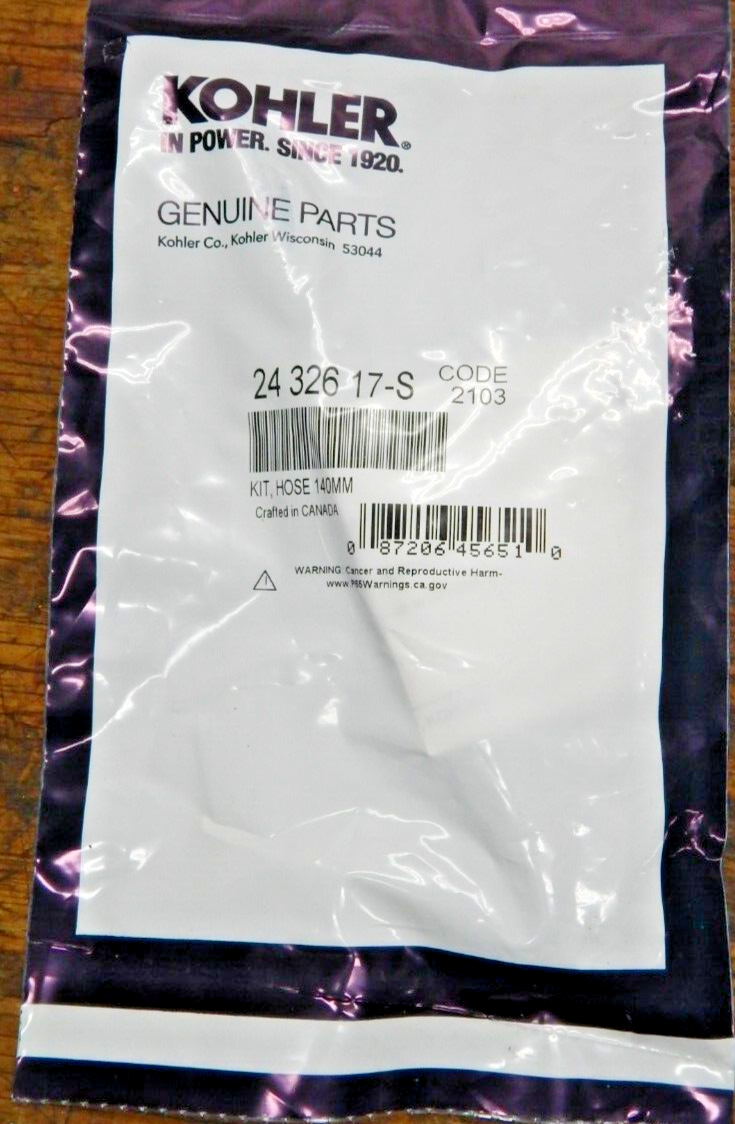 KOHLER®
IN POWER. SINCE 1920.
GENUINE PARTS
Kohler Co., Kohler Wisconsin 53044
24 326 17-S CODE
2103
KIT, HOSE 140MM
Crafted in CANADA
0 87206 45651 0
WARNING Cancer and Reproductive Harm-
www.P65Warnings.ca.gov